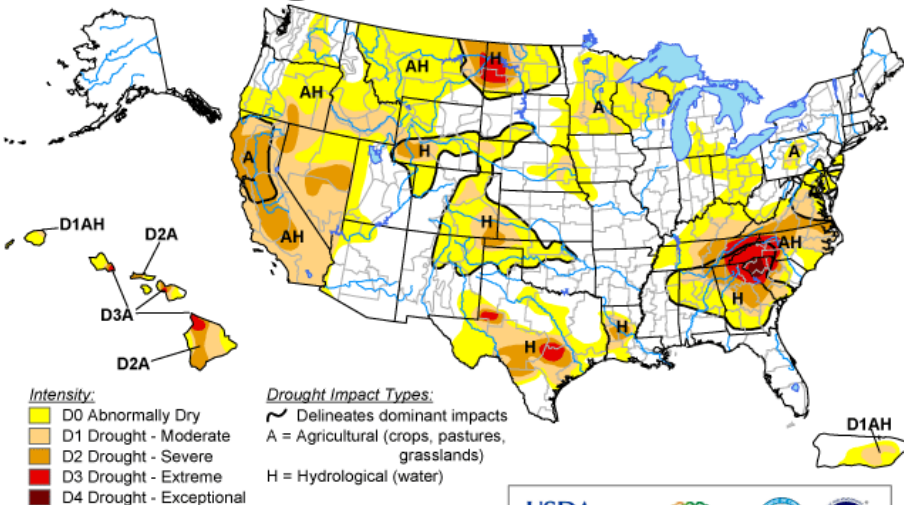 H
AH
AH
A
H
A
A
D1AH
D2A
AH
H
AH
D3A
H
H
H
D2A
Intensity:
D0 Abnormally Dry
D1 Drought - Moderate
D2 Drought - Severe
D3 Drought - Extreme
D4 Drought - Exceptional
Drought Impact Types:
Delineates dominant impacts
A = Agricultural (crops, pastures,
grasslands)
H = Hydrological (water)
D1AH
USDA